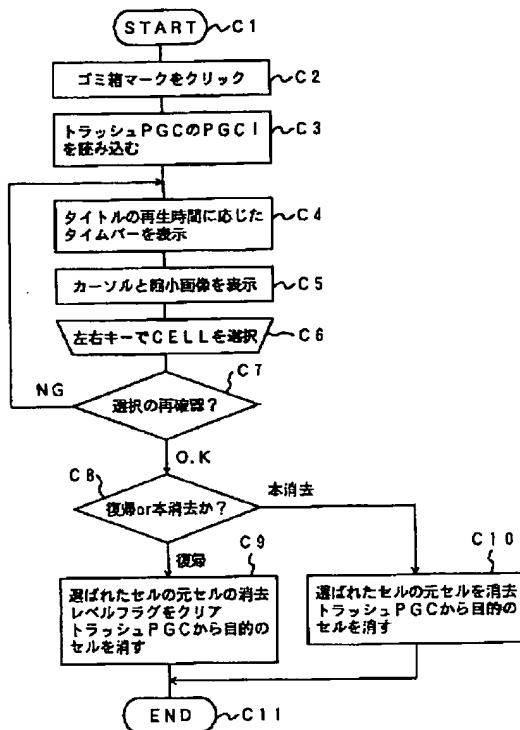 START C1
ゴミ箱マークをクリック C2
トラッシュPGCのPGCI
を読み込む C3
タイトルの再生時間に応じた
タイムバーを表示 C4
カーソルと縮小画像を表示 C5
左右キーでCELLを選択 C6
C7
NG
選択の再確認?
O.K
C8
復帰or本消去か?
本消去
復帰
C9
選ばれたセルの元セルの消去
レベルフラグをクリア
トラッシュPGCから目的の
セルを消す
C10
選ばれたセルの元セルを消去
トラッシュPGCから目的の
セルを消す
END C11